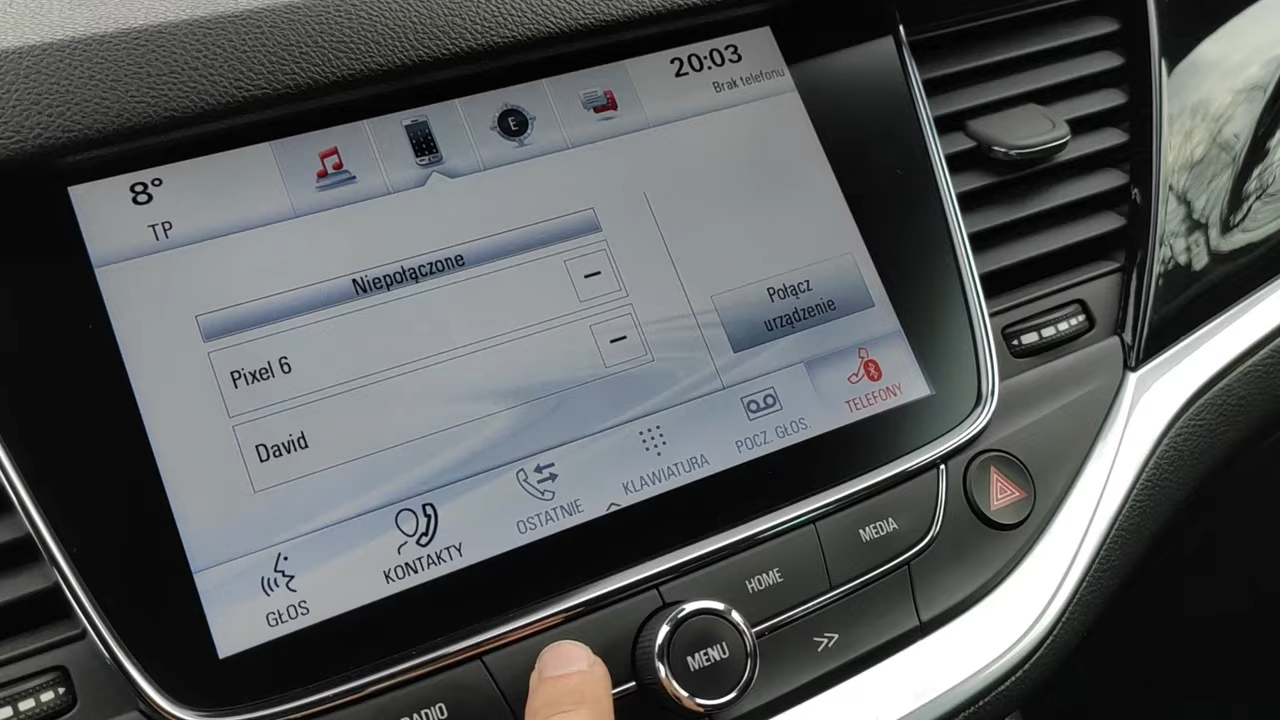 20:03
Brak telefonu
8°
TP
E
Niepołączone
Pixel 6
David
Połącz
urządzenie
GŁOS
KONTAKTY
OSTATNIE
KLAWIATURA
POCZ. GŁOS.
TELEFONY
RADIO
HOME
MEDIA
MENU